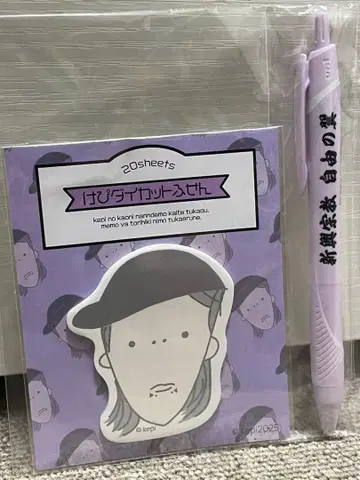 20sheets
けぴダイカットふせん
kepi no kaoni nanndemo kaite tukaou.
memo ya torihiki nimo tukaerune.
©kepi
©kepi2025
新興宗教 自由の翼